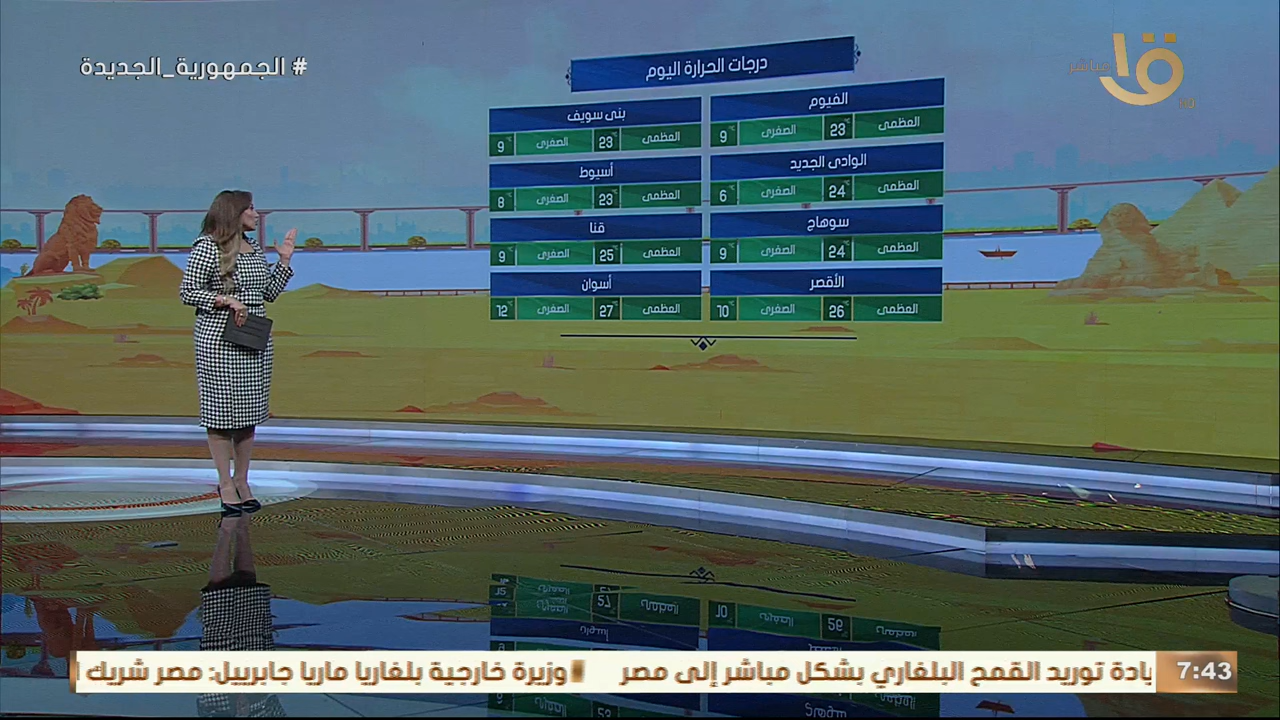 # الجمهورية_الجديدة
مباشر
HD
درجات الحرارة اليوم
الفيوم
العظمى 23 الصغرى 9
بنى سويف
العظمى 23 الصغرى 9
الوادى الجديد
العظمى 24 الصغرى 6
أسيوط
العظمى 23 الصغرى 8
سوهاج
العظمى 24 الصغرى 9
قنا
العظمى 25 الصغرى 9
الأقصر
العظمى 26 الصغرى 10
أسوان
العظمى 27 الصغرى 12
7:43
يادة توريد القمح البلغاري بشكل مباشر إلى مصر وزيرة خارجية بلغاريا ماريا جابرييل: مصر شريك ا